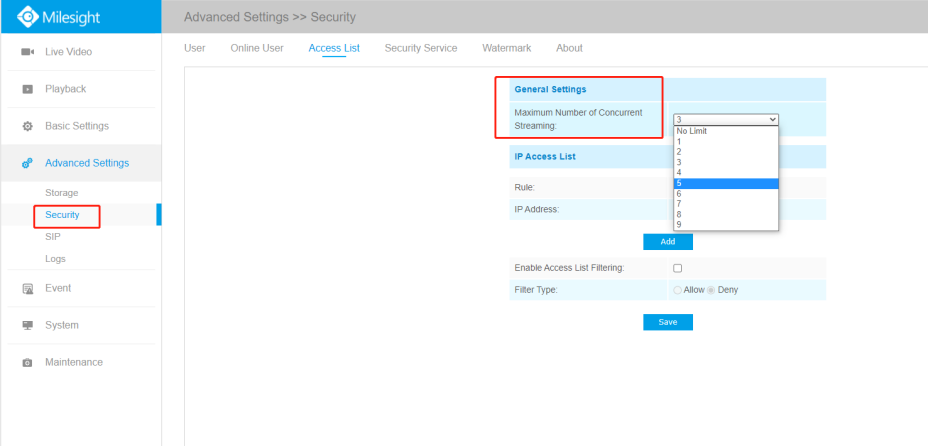 Milesight
Advanced Settings >> Security
Live Video
Playback
Basic Settings
Advanced Settings
Storage
Security
SIP
Logs
Event
System
Maintenance
User Online User Access List Security Service Watermark About
General Settings
Maximum Number of Concurrent
Streaming:
3
No Limit
1
2
3
4
5
6
7
8
9
IP Access List
Rule:
IP Address:
Add
Enable Access List Filtering:
Filter Type: Allow Deny
Save